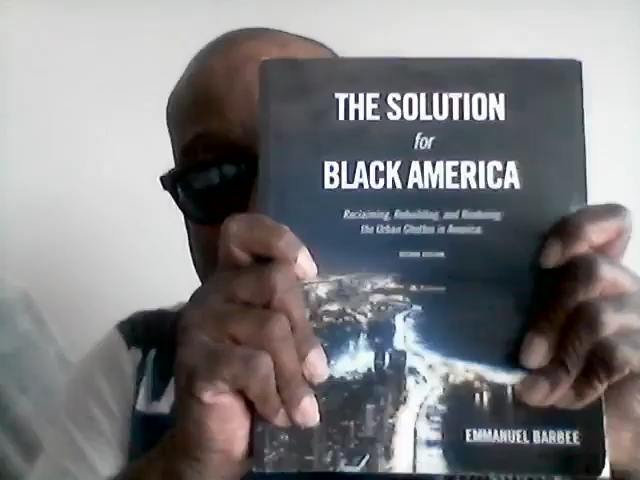 THE SOLUTION
for
BLACK AMERICA
Reclaiming, Rebuilding, and Restoring
the Urban Ghettos in America
SECOND EDITION
EMMANUEL BARBEE